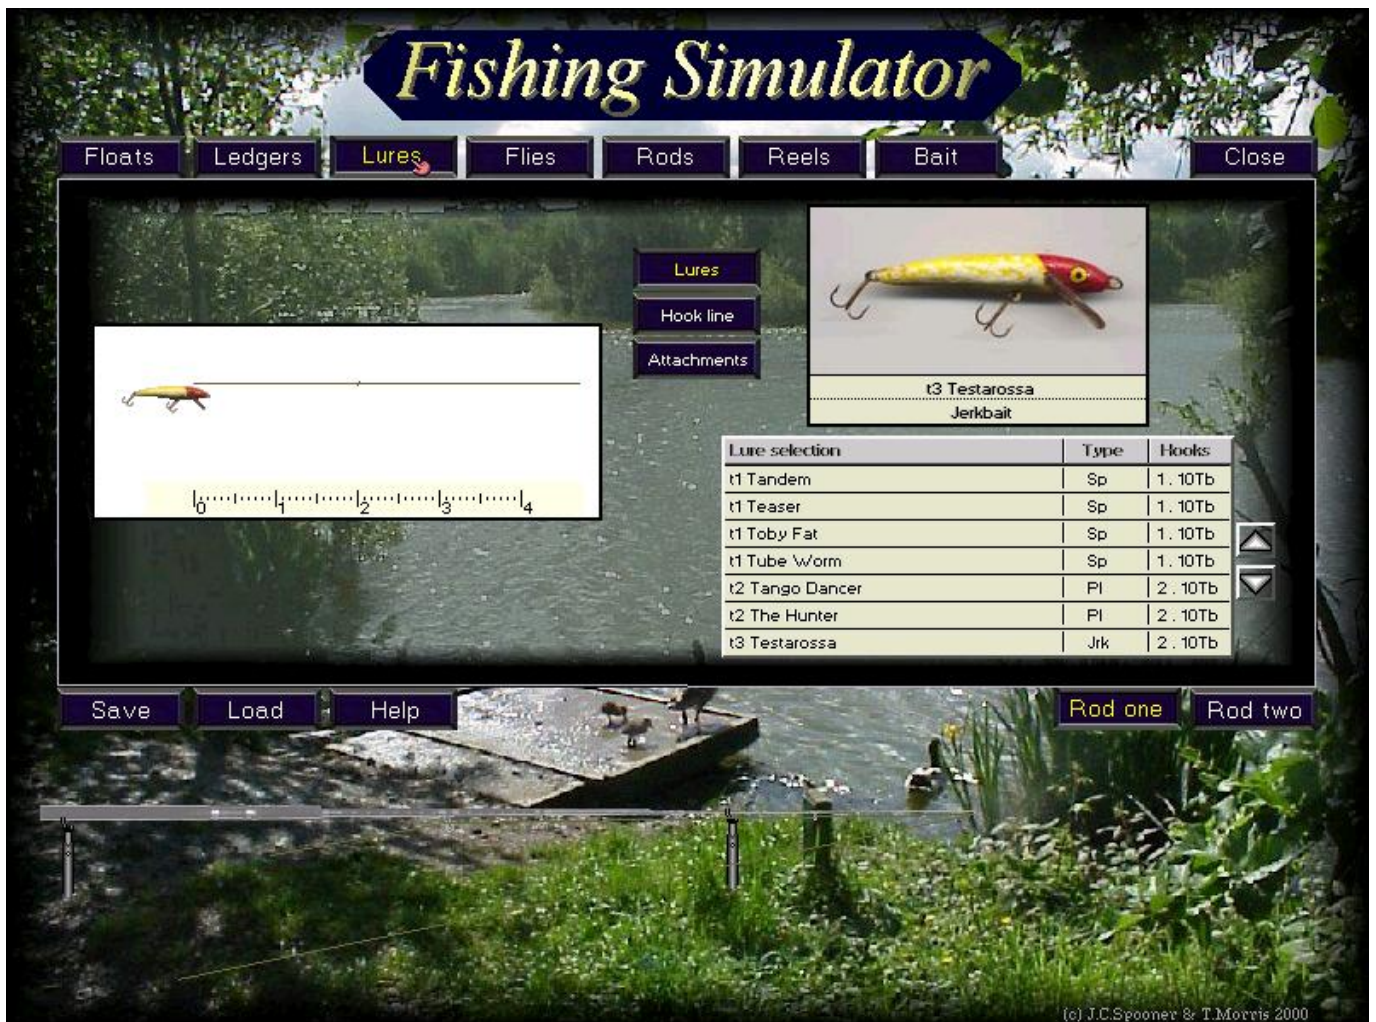 Fishing Simulator
Floats Ledgers Lures Flies Rods Reels Bait Close
Lures
Hook line
Attachments
t3 Testarossa
Jerkbait
Lure selection Type Hooks
t1 Tandem Sp 1 . 10Tb
t1 Teaser Sp 1 . 10Tb
t1 Toby Fat Sp 1 . 10Tb
t1 Tube Worm Sp 1 . 10Tb
t2 Tango Dancer Pl 2 . 10Tb
t2 The Hunter Pl 2 . 10Tb
t3 Testarossa Jrk 2 . 10Tb
0 1 2 3 4
Save Load Help Rod one Rod two
(c) J.C.Spooner & T.Morris 2000